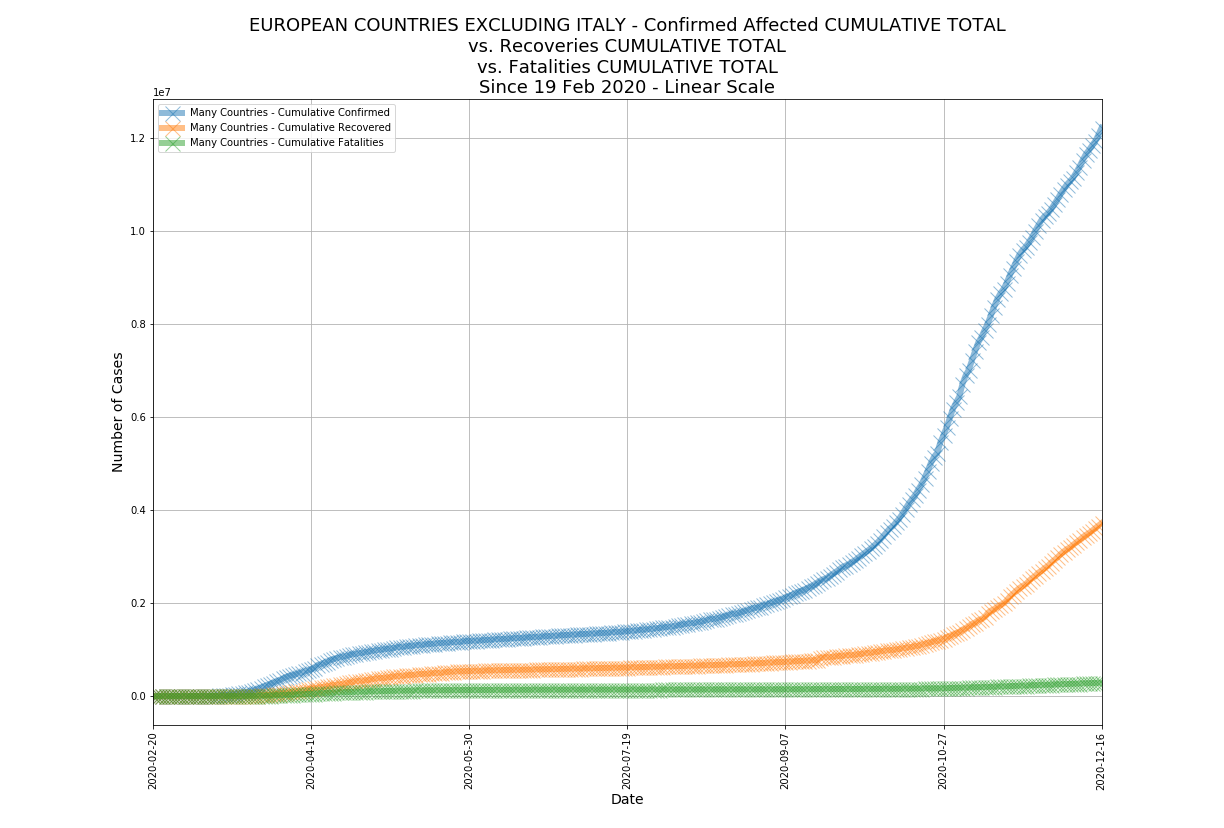 EUROPEAN COUNTRIES EXCLUDING ITALY - Confirmed Affected CUMULATIVE TOTAL
vs. Recoveries CUMULATIVE TOTAL
vs. Fatalities CUMULATIVE TOTAL
Since 19 Feb 2020 - Linear Scale
1e7
Many Countries - Cumulative Confirmed
Many Countries - Cumulative Recovered
Many Countries - Cumulative Fatalities
1.2
1.0
0.8
0.6
0.4
0.2
0.0
Number of Cases
2020-02-20
2020-04-10
2020-05-30
2020-07-19
2020-09-07
2020-10-27
2020-12-16
Date